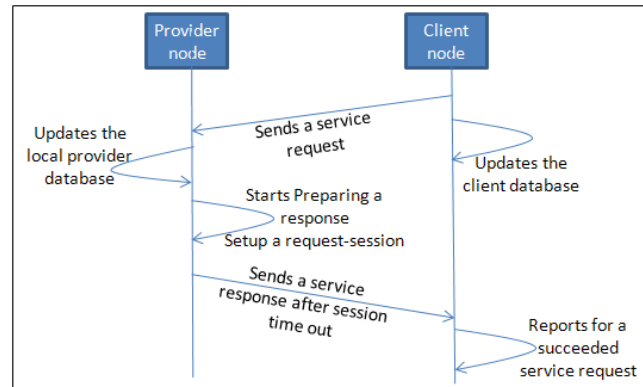 Provider
node
Client
node
Sends a service
request
Updates the
local provider
database
Updates the
client database
Starts Preparing a
response
Setup a request-session
Sends a service
response after session
time out
Reports for a
succeeded
service request